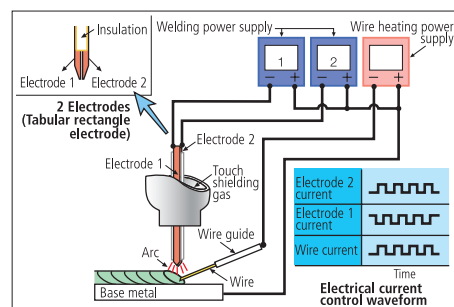 Insulation
Electrode 1
Electrode 2
2 Electrodes
(Tabular rectangle
electrode)
Welding power supply
Wire heating power
supply
1
2
− + − + − +
Electrode 2
Electrode 1
Touch
shielding
gas
Wire guide
Arc
Wire
Base metal
Electrode 2
current
Electrode 1
current
Wire current
Time
Electrical current
control waveform